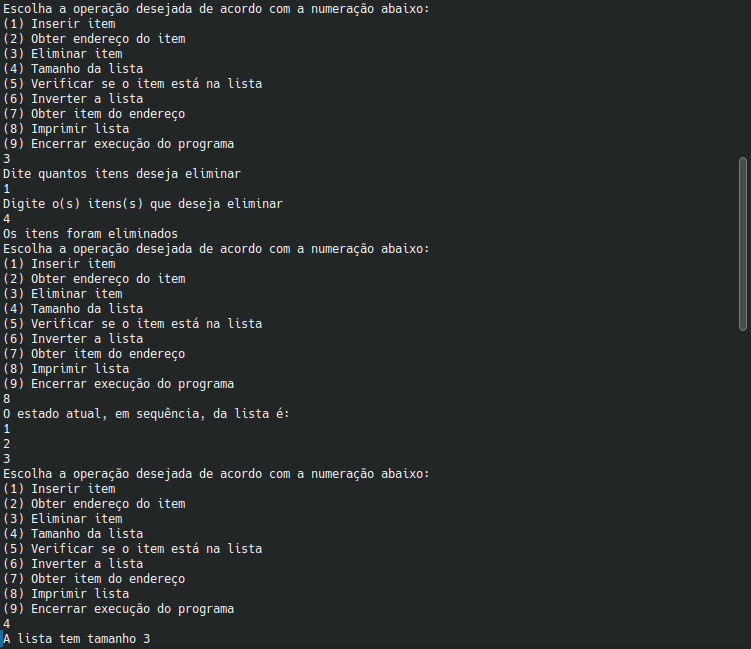 Escolha a operação desejada de acordo com a numeração abaixo:
(1) Inserir item
(2) Obter endereço do item
(3) Eliminar item
(4) Tamanho da lista
(5) Verificar se o item está na lista
(6) Inverter a lista
(7) Obter item do endereço
(8) Imprimir lista
(9) Encerrar execução do programa
3
Dite quantos itens deseja eliminar
1
Digite o(s) itens(s) que deseja eliminar
4
Os itens foram eliminados
Escolha a operação desejada de acordo com a numeração abaixo:
(1) Inserir item
(2) Obter endereço do item
(3) Eliminar item
(4) Tamanho da lista
(5) Verificar se o item está na lista
(6) Inverter a lista
(7) Obter item do endereço
(8) Imprimir lista
(9) Encerrar execução do programa
8
O estado atual, em sequência, da lista é:
1
2
3
Escolha a operação desejada de acordo com a numeração abaixo:
(1) Inserir item
(2) Obter endereço do item
(3) Eliminar item
(4) Tamanho da lista
(5) Verificar se o item está na lista
(6) Inverter a lista
(7) Obter item do endereço
(8) Imprimir lista
(9) Encerrar execução do programa
4
A lista tem tamanho 3